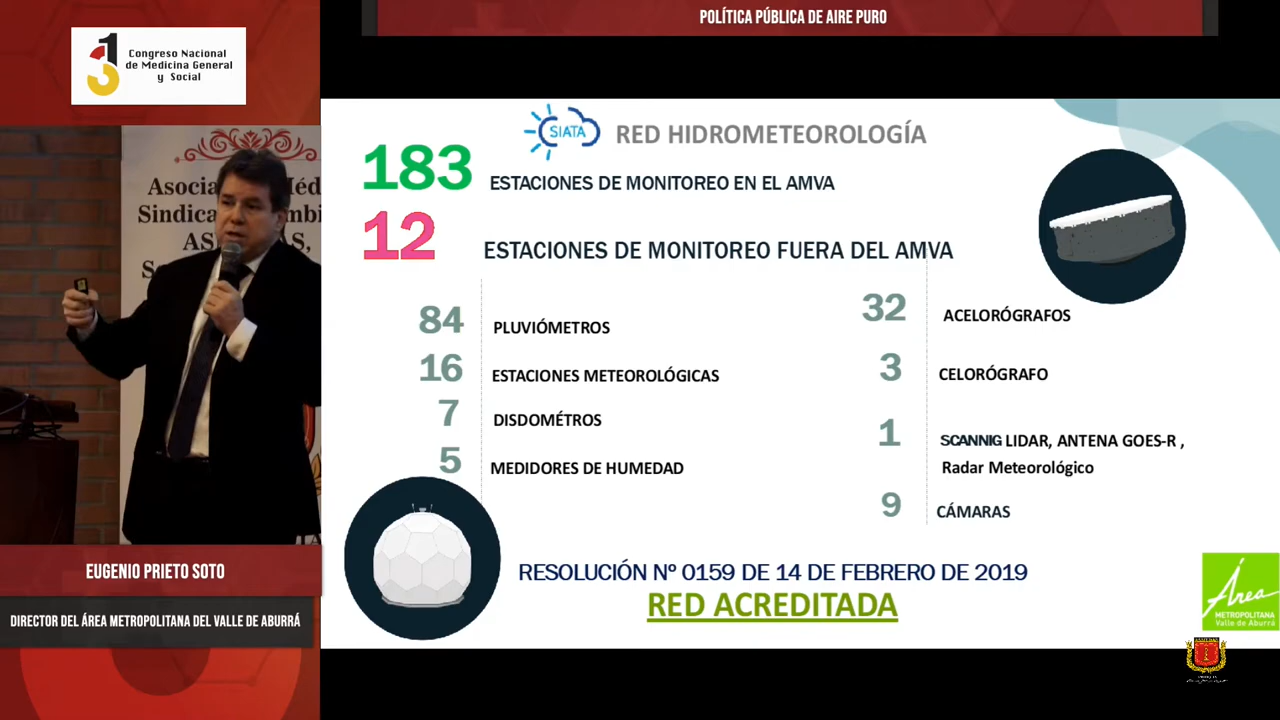 POLÍTICA PÚBLICA DE AIRE PURO
13
Congreso Nacional
de Medicina General
y Social
SIATA
RED HIDROMETEOROLOGÍA
183
ESTACIONES DE MONITOREO EN EL AMVA
12
ESTACIONES DE MONITOREO FUERA DEL AMVA
84
PLUVIÓMETROS
16
ESTACIONES METEOROLÓGICAS
7
DISDOMÉTROS
5
MEDIDORES DE HUMEDAD
32
ACELORÓGRAFOS
3
CELORÓGRAFO
1
SCANNIG LIDAR, ANTENA GOES-R ,
Radar Meteorológico
9
CÁMARAS
RESOLUCIÓN Nº 0159 DE 14 DE FEBRERO DE 2019
RED ACREDITADA
Área
METROPOLITANA
Valle de Aburrá
EUGENIO PRIETO SOTO
DIRECTOR DEL ÁREA METROPOLITANA DEL VALLE DE ABURRÁ